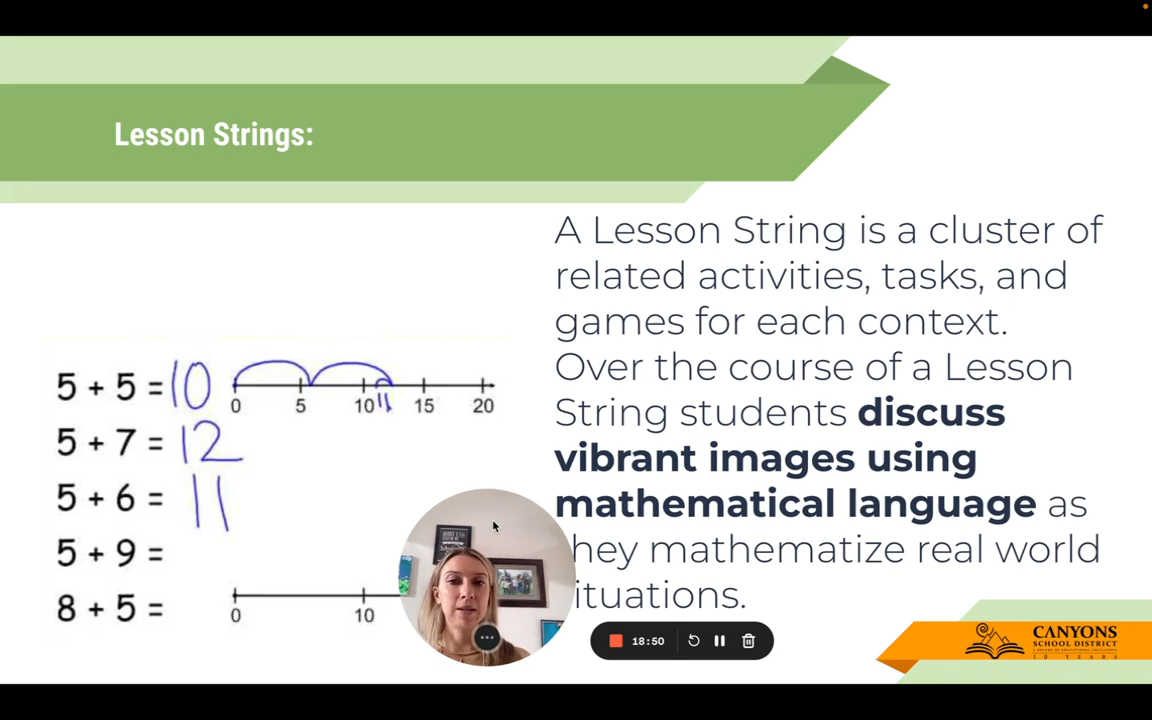 Lesson Strings:
A Lesson String is a cluster of
related activities, tasks, and
games for each context.
Over the course of a Lesson
String students discuss
vibrant images using
mathematical language as
hey mathematize real world
ituations.
5 + 5 = 10
0 5 10 11 15 20
5 + 7 = 12
5 + 6 = 11
5 + 9 =
8 + 5 =
0 10
18:50
CANYONS
SCHOOL DISTRICT
10 YEARS